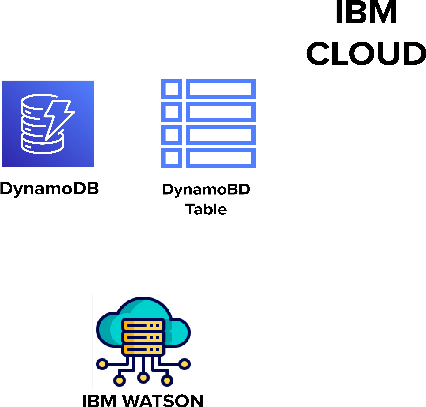 IBM
CLOUD
DynamoDB
DynamoBD
Table
IBM WATSON